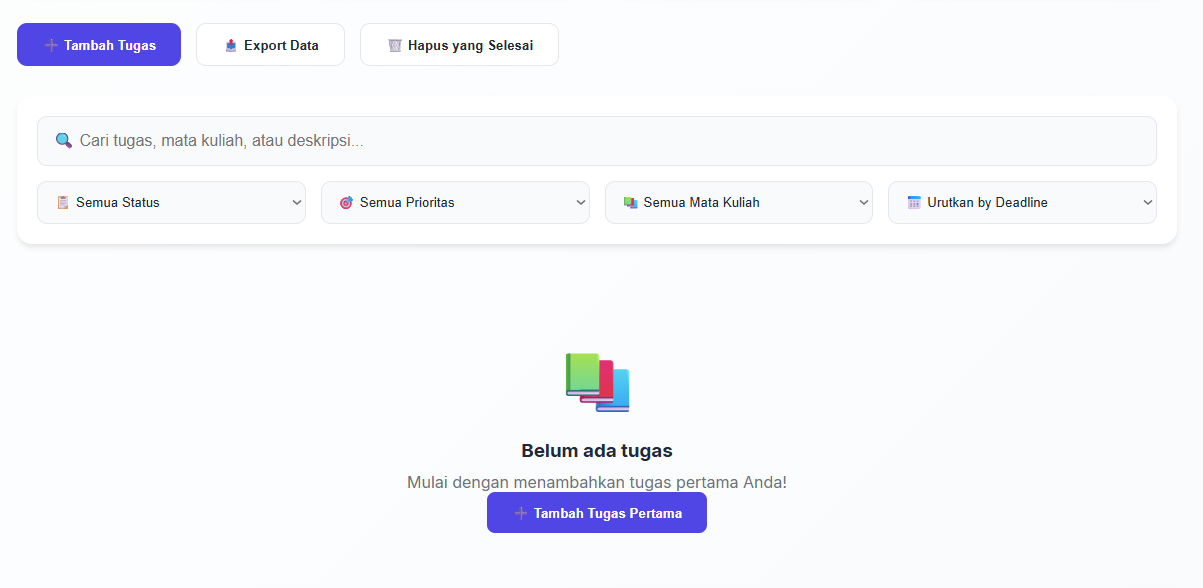 Tambah Tugas
Export Data
Hapus yang Selesai
Cari tugas, mata kuliah, atau deskripsi...
Semua Status
Semua Prioritas
Semua Mata Kuliah
Urutkan by Deadline
Belum ada tugas
Mulai dengan menambahkan tugas pertama Anda!
Tambah Tugas Pertama